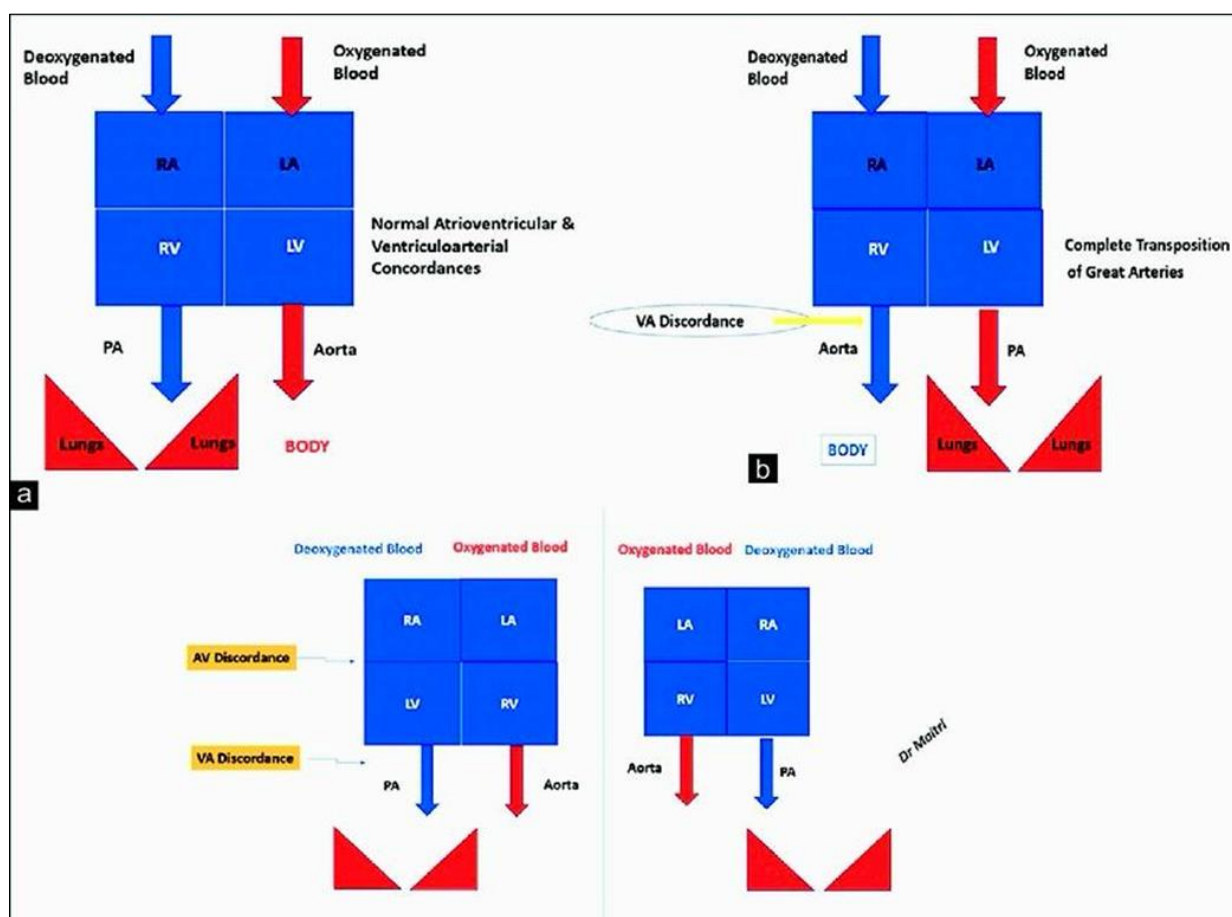 Deoxygenated
Blood
Oxygenated
Blood
RA
LA
RV
LV
Normal Atrioventricular &
Ventriculoarterial
Concordances
PA
Aorta
Lungs
Lungs
BODY
a
Deoxygenated
Blood
Oxygenated
Blood
RA
LA
RV
LV
Complete Transposition
of Great Arteries
VA Discordance
Aorta
PA
BODY
Lungs
Lungs
b
Deoxygenated Blood
Oxygenated Blood
RA
LA
AV Discordance
LV
RV
VA Discordance
PA
Aorta
Oxygenated Blood
Deoxygenated Blood
LA
RA
RV
LV
Aorta
PA
Dr Moitri